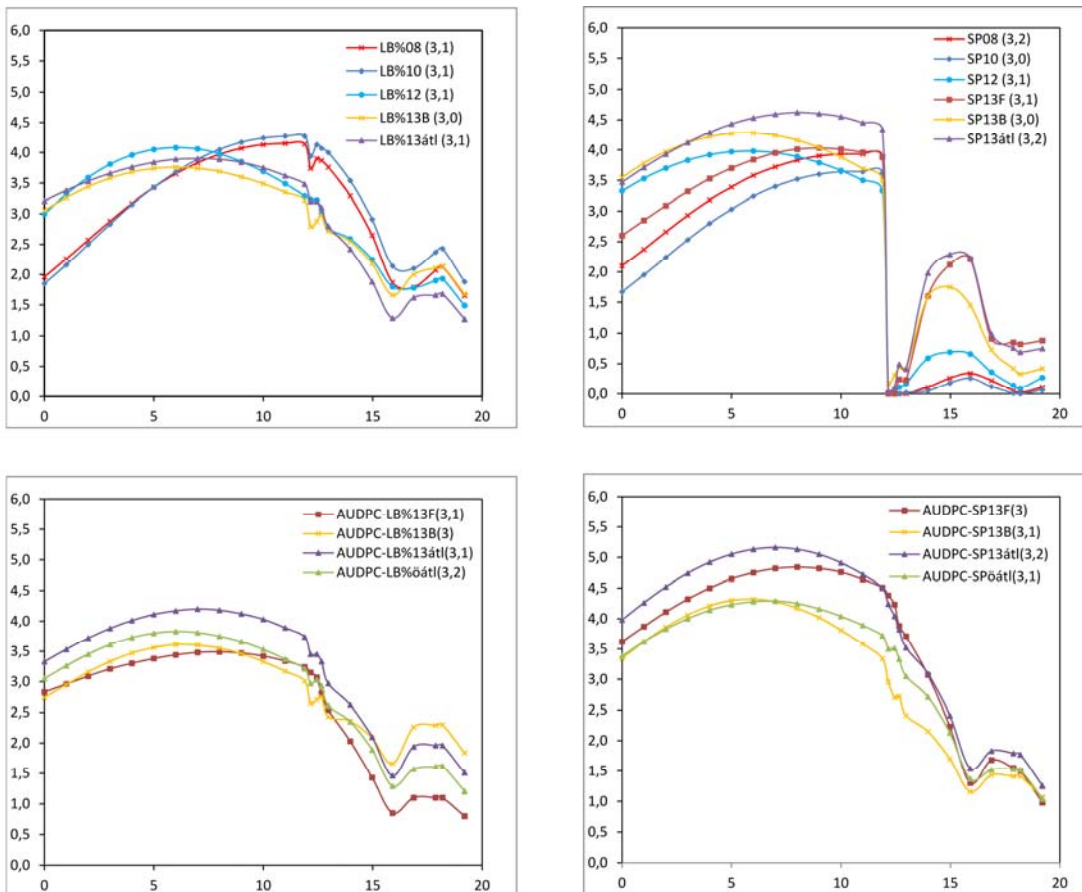 6,0
5,5
5,0
4,5
4,0
3,5
3,0
2,5
2,0
1,5
1,0
0,5
0,0
0 5 10 15 20
LB%08 (3,1)
LB%10 (3,1)
LB%12 (3,1)
LB%13B (3,0)
LB%13átl (3,1)
6,0
5,5
5,0
4,5
4,0
3,5
3,0
2,5
2,0
1,5
1,0
0,5
0,0
0 5 10 15 20
SP08 (3,2)
SP10 (3,0)
SP12 (3,1)
SP13F (3,1)
SP13B (3,0)
SP13átl (3,2)
6,0
5,5
5,0
4,5
4,0
3,5
3,0
2,5
2,0
1,5
1,0
0,5
0,0
0 5 10 15 20
AUDPC-LB%13F(3,1)
AUDPC-LB%13B(3)
AUDPC-LB%13átl(3,1)
AUDPC-LB%öátl(3,2)
6,0
5,5
5,0
4,5
4,0
3,5
3,0
2,5
2,0
1,5
1,0
0,5
0,0
0 5 10 15 20
AUDPC-SP13F(3)
AUDPC-SP13B(3,1)
AUDPC-SP13átl(3,2)
AUDPC-SPöátl(3,1)